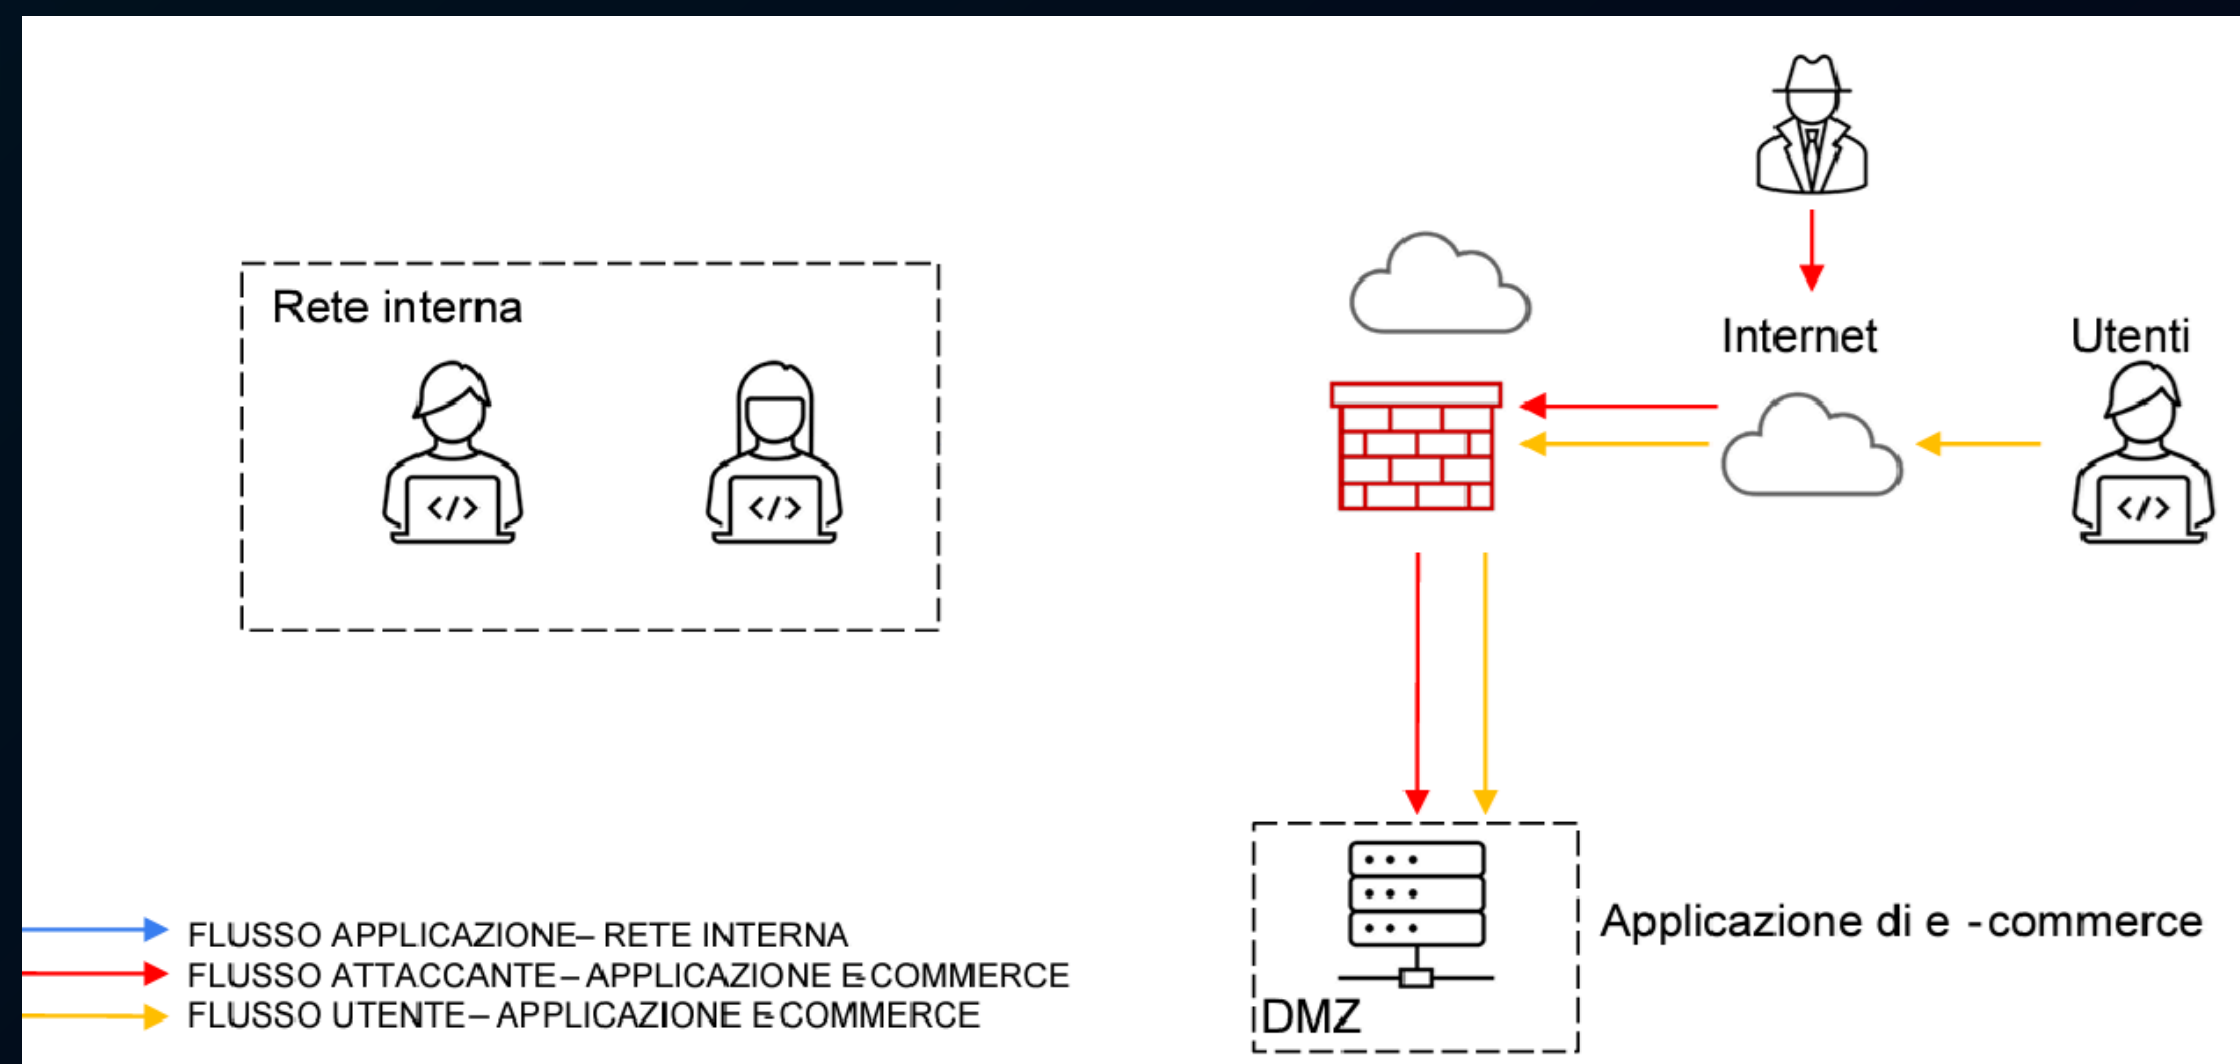 Rete interna
Internet
Utenti
</>
</>
</>
Applicazione di e -commerce
DMZ
FLUSSO APPLICAZIONE– RETE INTERNA
FLUSSO ATTACCANTE– APPLICAZIONE E-COMMERCE
FLUSSO UTENTE– APPLICAZIONE E-COMMERCE